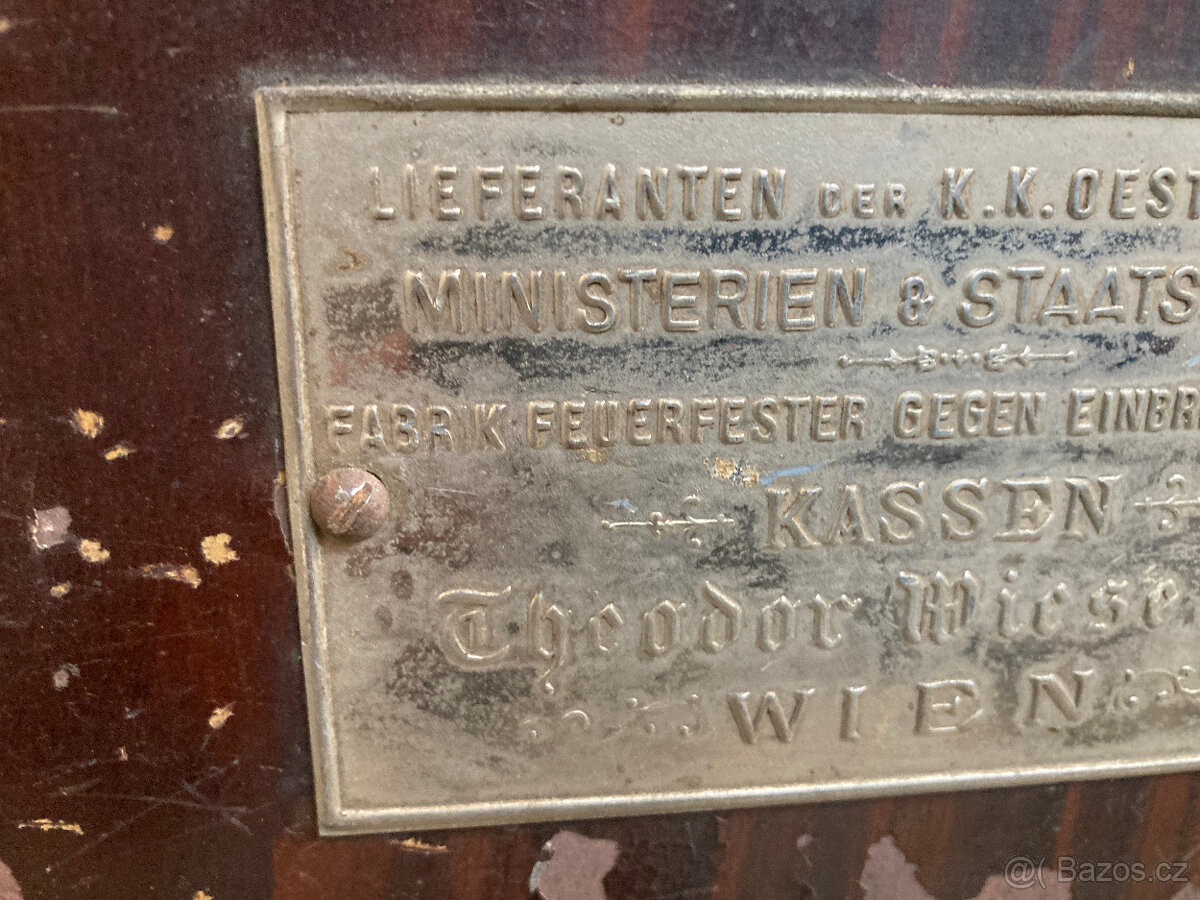 LIEFERANTEN DER K.K. OEST
MINISTERIEN & STAATS
FABRIK FEUERFESTER GEGEN EINBR
KASSEN
Theodor Wiese
WIEN
@( Bazos.cz